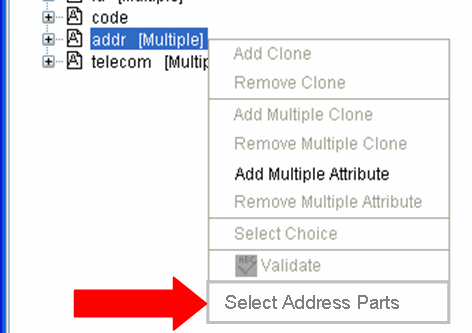 code
addr [Multiple]
telecom
Add Clone
Remove Clone
Add Multiple Clone
Remove Multiple Clone
Add Multiple Attribute
Remove Multiple Attribute
Select Choice
ABC Validate
Select Address Parts